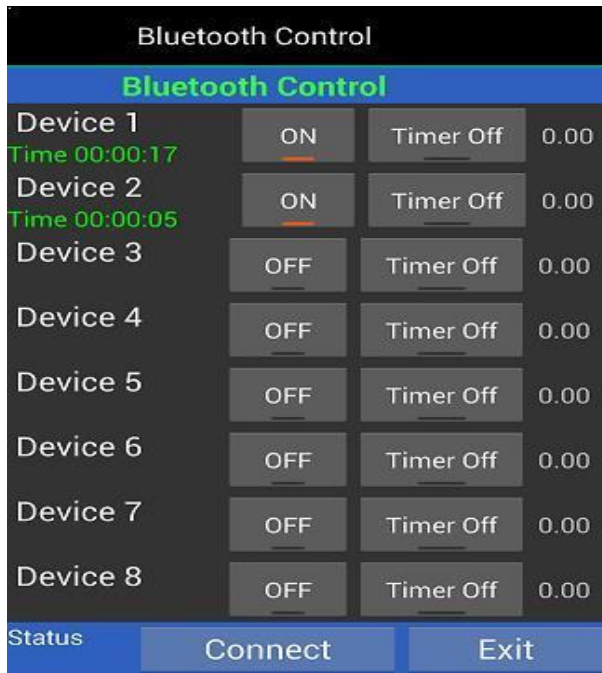 Bluetooth Control
Bluetooth Control
Device 1 ON Timer Off 0.00
Time 00:00:17
Device 2 ON Timer Off 0.00
Time 00:00:05
Device 3 OFF Timer Off 0.00
Device 4 OFF Timer Off 0.00
Device 5 OFF Timer Off 0.00
Device 6 OFF Timer Off 0.00
Device 7 OFF Timer Off 0.00
Device 8 OFF Timer Off 0.00
Status Connect Exit